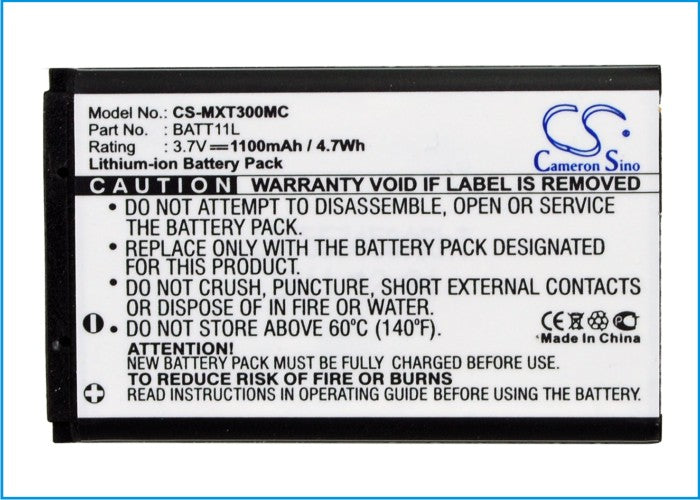 Model No.: CS-MXT300MC
Part No.: BATT11L
Rating : 3.7V⎓1100mAh / 4.7Wh
Lithium-ion Battery Pack
CS
Cameron Sino
CAUTION WARRANTY VOID IF LABEL IS REMOVED
• DO NOT ATTEMPT TO DISASSEMBLE, OPEN OR SERVICE
THE BATTERY PACK.
• REPLACE ONLY WITH THE BATTERY PACK DESIGNATED
FOR THIS MACHINE.
• DO NOT CRUSH, PUNCTURE, SHORT EXTERNAL CONTACTS
OR DISPOSE OF IN FIRE OR WATER.
• DO NOT STORE ABOVE 60°C (140°F).
CE
*Made in China
ATTENTION!
NEW BATTERY PACK MUST BE FULLY CHARGED BEFORE USE.
TO REDUCE RISK OF FIRE OR BURNS
READ INSTRUCTIONS IN OPERATING GUIDE BEFORE USING THE BATTERY.